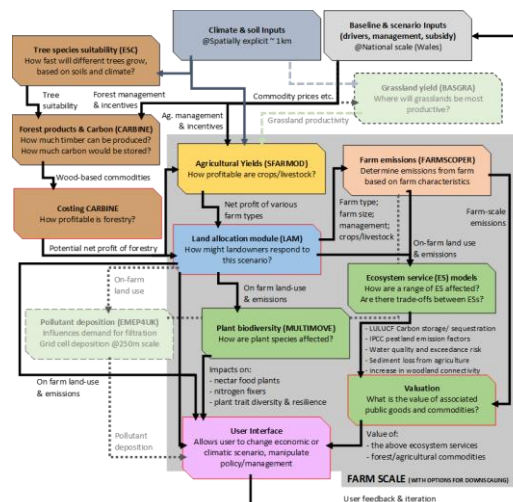 Climate & soil Inputs
@Spatially explicit ~ 1km
Baseline & scenario Inputs
(drivers, management, subsidy)
@National scale (Wales)
Tree species suitability (ESC)
How fast will different trees grow,
based on soils and climate?
Grassland yield (BASGRA)
Where will grasslands be most
productive?
Tree
suitability
Forest management
& incentives
Commodity prices etc.
Ag. management
& incentives
Grassland productivity
Forest products & Carbon (CARBINE)
How much timber can be produced?
How much carbon would be stored?
Agricultural Yields (SFARMOD)
How profitable are crops/livestock?
Farm emissions (FARMSCOPER)
Determine emissions from farm
based on farm characteristics
Wood-based commodities
Net profit of various
farm types
Farm type;
farm size;
management;
crops/livestock
Farm-scale
emissions
Costing CARBINE
How profitable is forestry?
Potential net profit of forestry
Land allocation module (LAM)
How might landowners respond to
this scenario?
On-farm land use
& emissions
On-farm
land use
On-farm land-use
& emissions
Ecosystem service (ES) models
How are a range of ES affected?
Are there trade-offs between ESs?
Pollutant deposition (EMEP4UK)
Influences demand for filtration
Grid cell deposition @250m scale
Plant biodiversity (MULTIMOVE)
How are plant species affected?
- LULUCF Carbon storage/ sequestration
- IPCC peatland emission factors
- Water quality and exceedance risk
- Sediment loss from agriculture
- increase in woodland connectivity
On farm land-use
& emissions
Impacts on:
- nectar food plants
- nitrogen fixers
- plant trait diversity & resilience
Valuation
What is the value of associated
public goods and commodities?
Pollutant
deposition
User Interface
Allows user to change economic or
climatic scenario, manipulate
policy/management
Value of:
- the above ecosystem services
- forest/agricultural commodities
FARM SCALE (WITH OPTIONS FOR DOWNSCALING)
User feedback & iteration